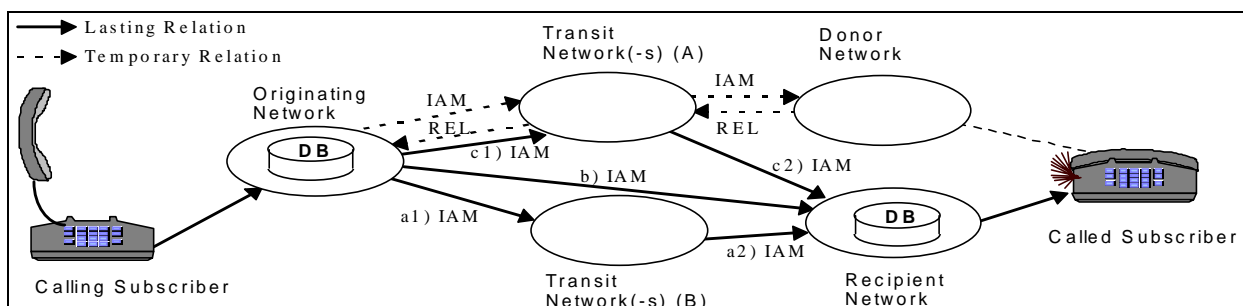 Lasting Relation
Temporary Relation
Transit
Network(-s) (A)
Donor
Network
Originating
Network
IAM
REL
IAM
REL
DB
c1) IAM
c2) IAM
b) IAM
a1) IAM
a2) IAM
DB
Calling Subscriber
Called Subscriber
Transit
Network(-s) (B)
Recipient
Network